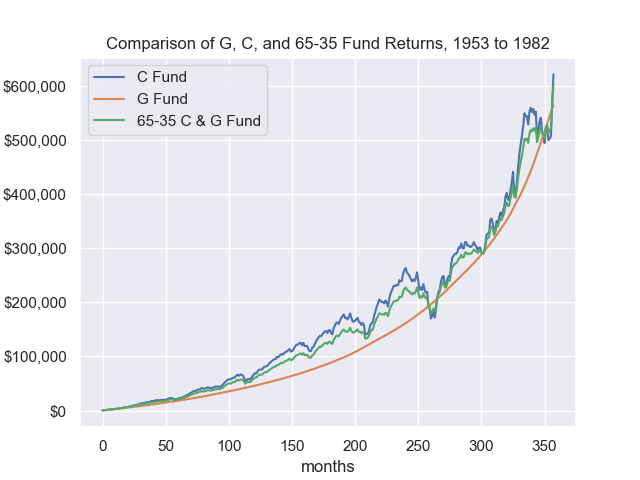 Comparison of G, C, and 65-35 Fund Returns, 1953 to 1982
C Fund
G Fund
65-35 C & G Fund
$600,000
$500,000
$400,000
$300,000
$200,000
$100,000
$0
0 50 100 150 200 250 300 350
months